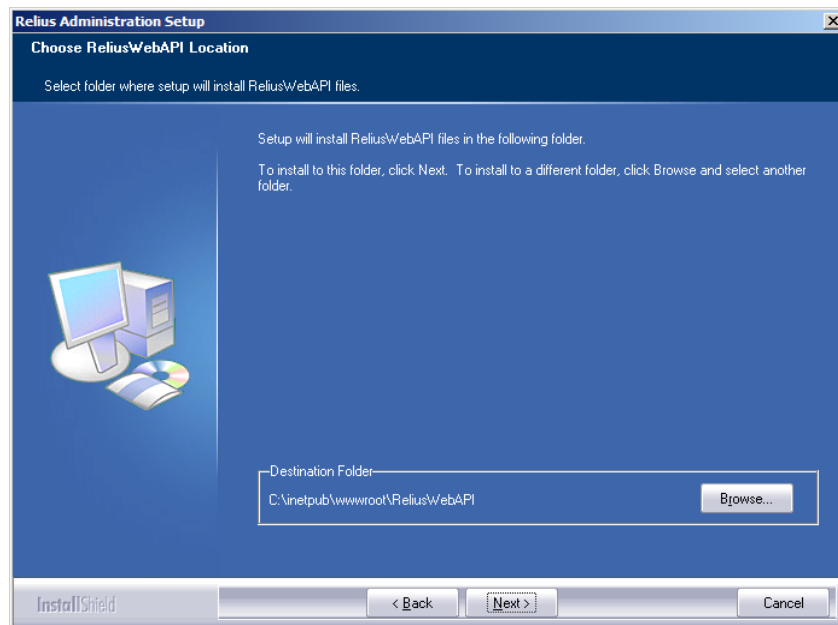 Relius Administration Setup
Choose ReliusWebAPI Location
Select folder where setup will install ReliusWebAPI files.
Setup will install ReliusWebAPI files in the following folder.
To install to this folder, click Next. To install to a different folder, click Browse and select another
folder.
Destination Folder
C:\inetpub\wwwroot\ReliusWebAPI
Browse...
InstallShield
< Back
Next >
Cancel